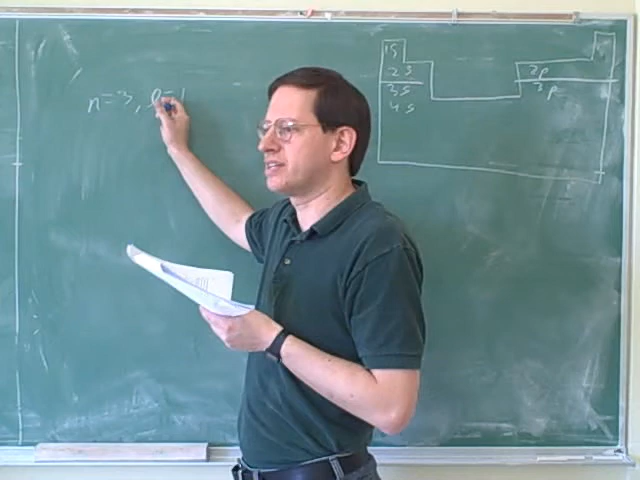 n=3, l=1
1s
2s
3s
4s
2p
3p